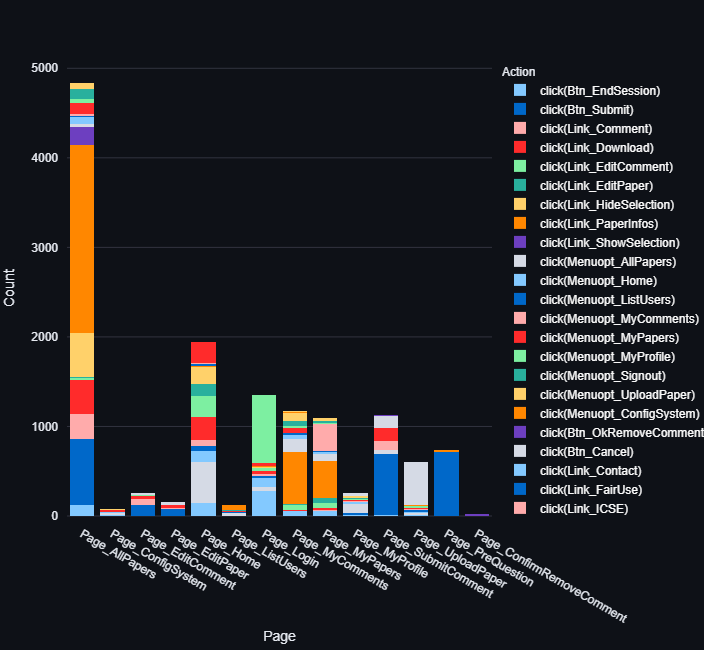 5000
4000
3000
2000
1000
0
Count
Page_AllPapers
Page_ConfigSystem
Page_EditComment
Page_EditPaper
Page_Home
Page_ListUsers
Page_Login
Page_MyComments
Page_MyPapers
Page_MyProfile
Page_SubmitComment
Page_UploadPaper
Page_PreQuestion
Page_ConfirmRemoveComment
Page
Action
click(Btn_EndSession)
click(Btn_Submit)
click(Link_Comment)
click(Link_Download)
click(Link_EditComment)
click(Link_EditPaper)
click(Link_HideSelection)
click(Link_PaperInfos)
click(Link_ShowSelection)
click(Menuopt_AllPapers)
click(Menuopt_Home)
click(Menuopt_ListUsers)
click(Menuopt_MyComments)
click(Menuopt_MyPapers)
click(Menuopt_MyProfile)
click(Menuopt_Signout)
click(Menuopt_UploadPaper)
click(Menuopt_ConfigSystem)
click(Btn_OkRemoveComment
click(Btn_Cancel)
click(Link_Contact)
click(Link_FairUse)
click(Link_ICSE)